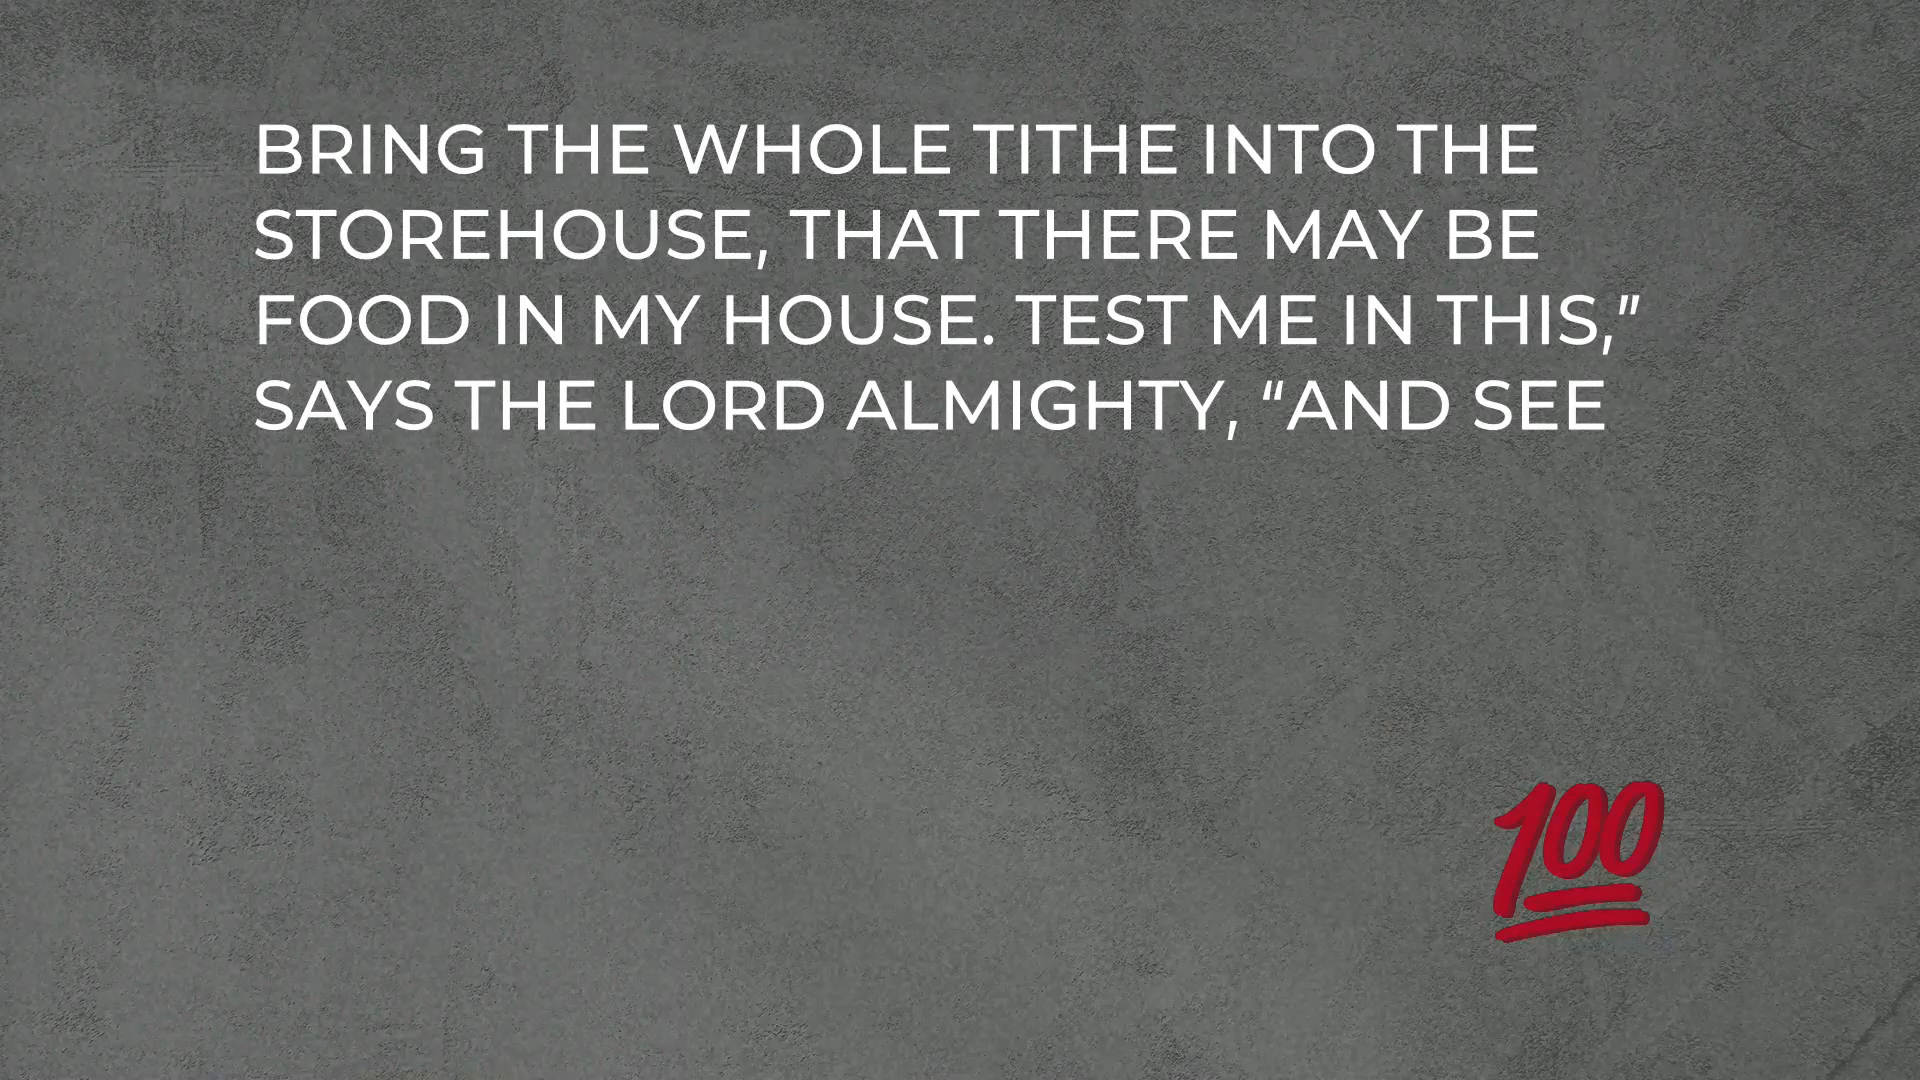 BRING THE WHOLE TITHE INTO THE
STOREHOUSE, THAT THERE MAY BE
FOOD IN MY HOUSE. TEST ME IN THIS,”
SAYS THE LORD ALMIGHTY, “AND SEE
100